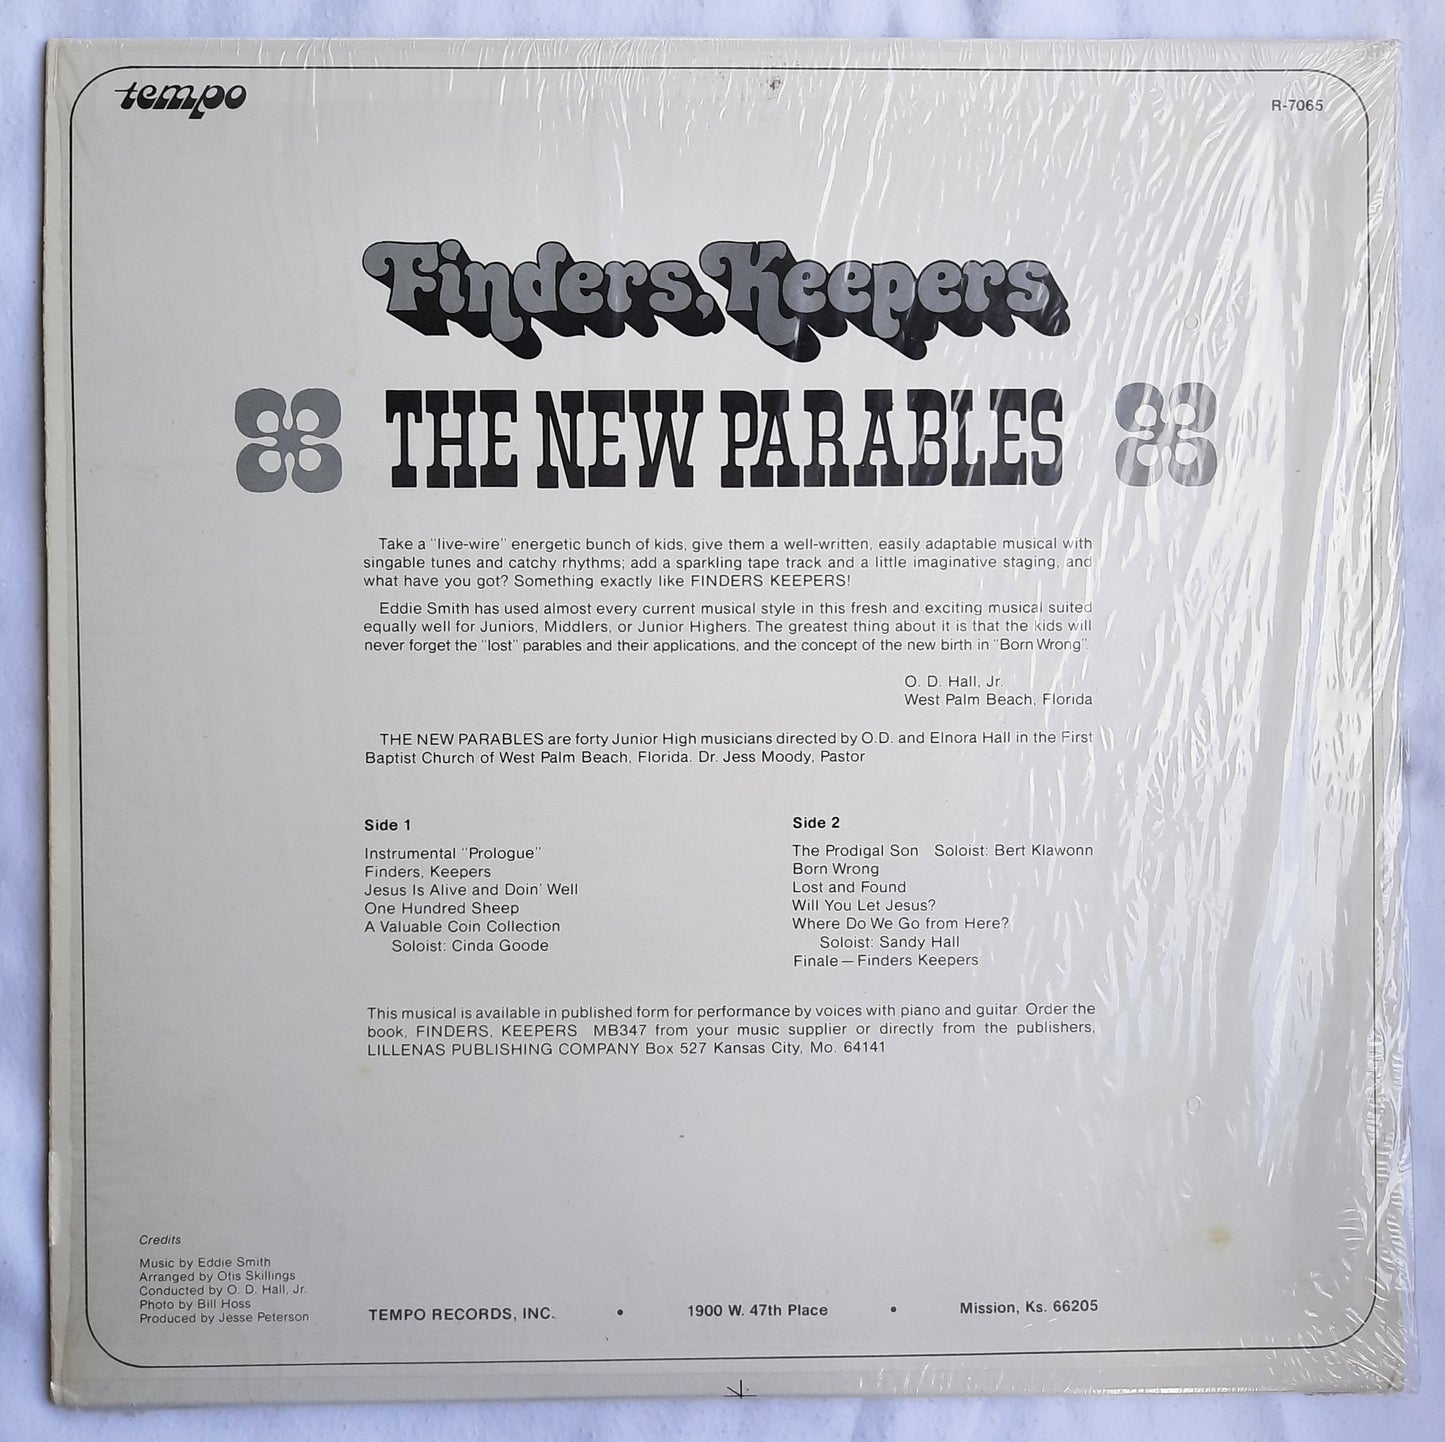 tempo
R-7065
Finders, Keepers
THE NEW PARABLES
Take a "live-wire" energetic bunch of kids, give them a well-written, easily adaptable musical with
singable tunes and catchy rhythms; add a sparkling tape track and a little imaginative staging, and
what have you got? Something exactly like FINDERS KEEPERS!
Eddie Smith has used almost every current musical style in this fresh and exciting musical suited
equally well for Juniors, Middlers, or Junior Highers. The greatest thing about it is that the kids will
never forget the "lost" parables and their applications, and the concept of the new birth in "Born Wrong".
O. D. Hall, Jr.
West Palm Beach, Florida
THE NEW PARABLES are forty Junior High musicians directed by O.D. and Elnora Hall in the First
Baptist Church of West Palm Beach, Florida. Dr. Jess Moody, Pastor
Side 1
Instrumental "Prologue"
Finders, Keepers
Jesus Is Alive and Doin' Well
One Hundred Sheep
A Valuable Coin Collection
Soloist: Cinda Goode
Side 2
The Prodigal Son Soloist: Bert Klawonn
Born Wrong
Lost and Found
Will You Let Jesus?
Where Do We Go from Here?
Soloist: Sandy Hall
Finale—Finders Keepers
This musical is available in published form for performance by voices with piano and guitar. Order the
book, FINDERS, KEEPERS MB347 from your music supplier or directly from the publishers,
LILLENAS PUBLISHING COMPANY Box 527 Kansas City, Mo. 64141
Credits
Music by Eddie Smith
Arranged by Otis Skillings
Conducted by O. D. Hall, Jr.
Photo by Bill Hoss
Produced by Jesse Peterson
TEMPO RECORDS, INC. • 1900 W. 47th Place • Mission, Ks. 66205